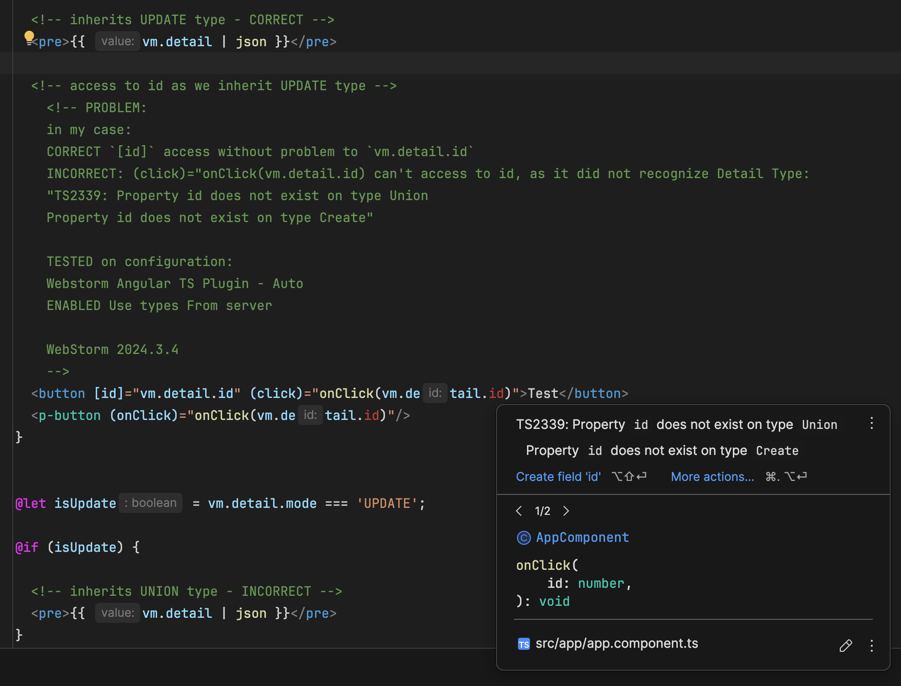 <!-- inherits UPDATE type - CORRECT -->
<pre>{{ value: vm.detail | json }}</pre>
<!-- access to id as we inherit UPDATE type -->
<!-- PROBLEM:
in my case:
CORRECT `[id]` access without problem to `vm.detail.id`
INCORRECT: (click)="onClick(vm.detail.id) can't access to id, as it did not recognize Detail Type:
"TS2339: Property id does not exist on type Union
Property id does not exist on type Create"
TESTED on configuration:
Webstorm Angular TS Plugin - Auto
ENABLED Use types From server
WebStorm 2024.3.4
-->
<button [id]="vm.detail.id" (click)="onClick(vm.de id: tail.id)">Test</button>
<p-button (onClick)="onClick(vm.de id: tail.id)"/>
}
@let isUpdate : boolean = vm.detail.mode === 'UPDATE';
@if (isUpdate) {
<!-- inherits UNION type - INCORRECT -->
<pre>{{ value: vm.detail | json }}</pre>
}
TS2339: Property id does not exist on type Union
Property id does not exist on type Create
Create field 'id' ⌥⇧⏎ More actions... ⌘. ⌥⏎
1/2
C AppComponent
onClick(
id: number,
): void
TS src/app/app.component.ts